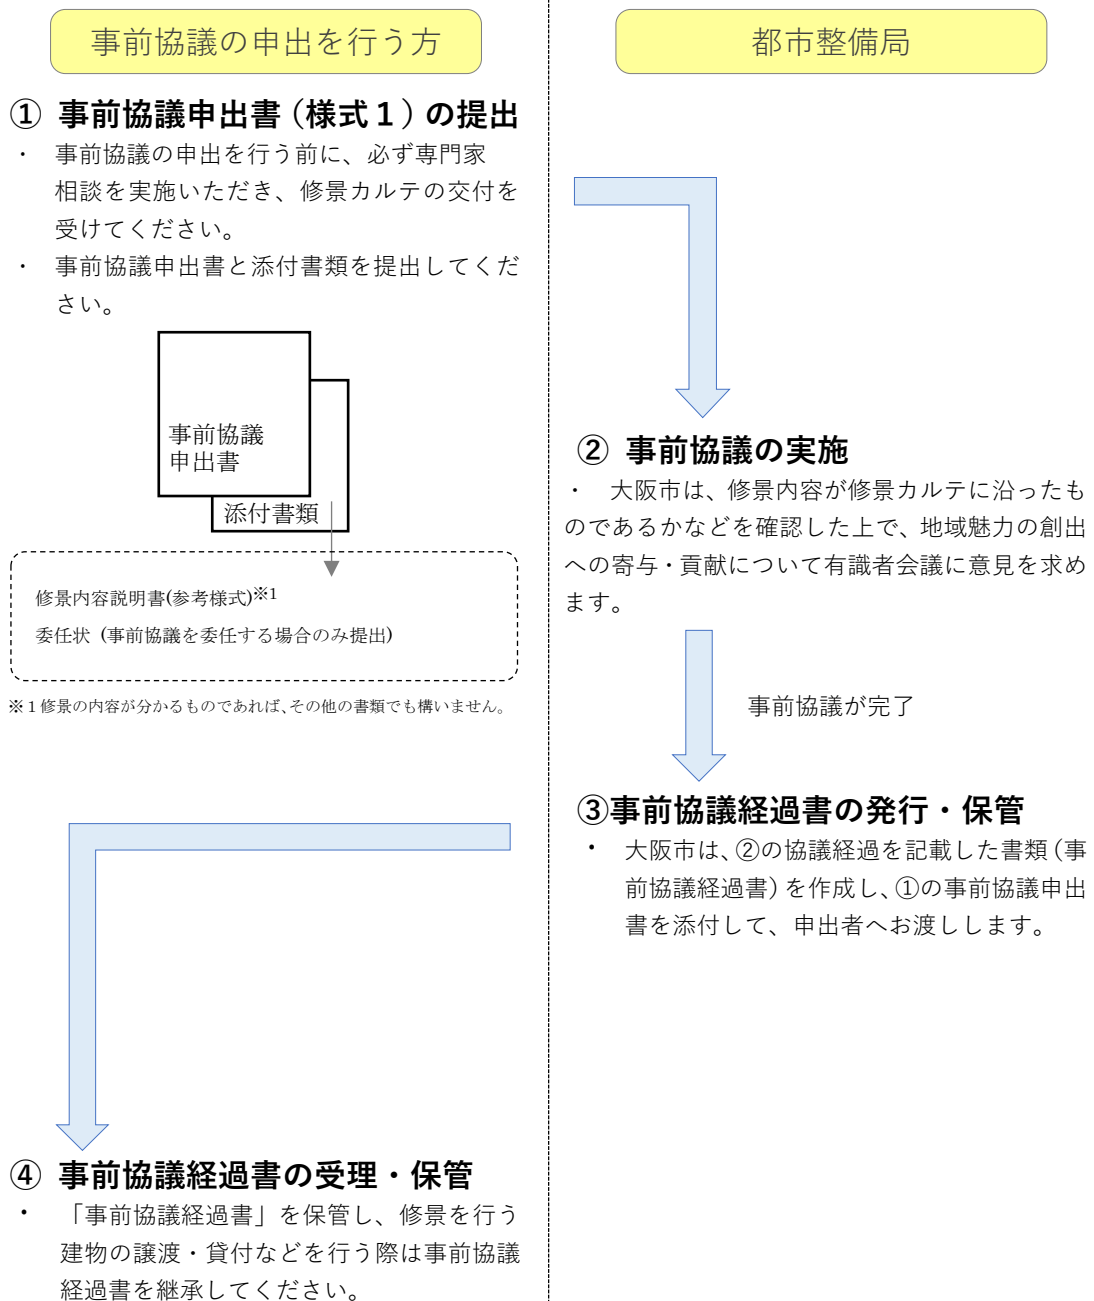 事前協議の申出を行う方
都市整備局
① 事前協議申出書（様式１）の提出
・ 事前協議の申出を行う前に、必ず専門家
相談を実施いただき、修景カルテの交付を
受けてください。
・ 事前協議申出書と添付書類を提出してくだ
さい。
事前協議
申出書
添付書類
修景内容説明書(参考様式)※1
委任状 (事前協議を委任する場合のみ提出)
※１修景の内容が分かるものであれば、その他の書類でも構いません。
② 事前協議の実施
・ 大阪市は、修景内容が修景カルテに沿ったも
のであるかなどを確認した上で、地域魅力の創出
への寄与・貢献について有識者会議に意見を求め
ます。
事前協議が完了
③事前協議経過書の発行・保管
・ 大阪市は、②の協議経過を記載した書類（事
前協議経過書）を作成し、①の事前協議申出
書を添付して、申出者へお渡しします。
④ 事前協議経過書の受理・保管
・ 「事前協議経過書」を保管し、修景を行う
建物の譲渡・貸付などを行う際は事前協議
経過書を継承してください。